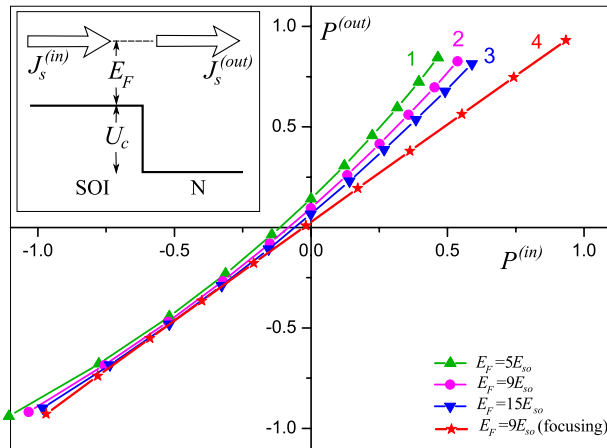 1.0
P^(out)
J_s^(in)
J_s^(out)
E_F
U_c
SOI
N
1
2
3
4
0.5
-1.0
-0.5
0.0
0.5
1.0
P^(in)
-0.5
-1.0
E_F=5E_so
E_F=9E_so
E_F=15E_so
E_F=9E_so (focusing)